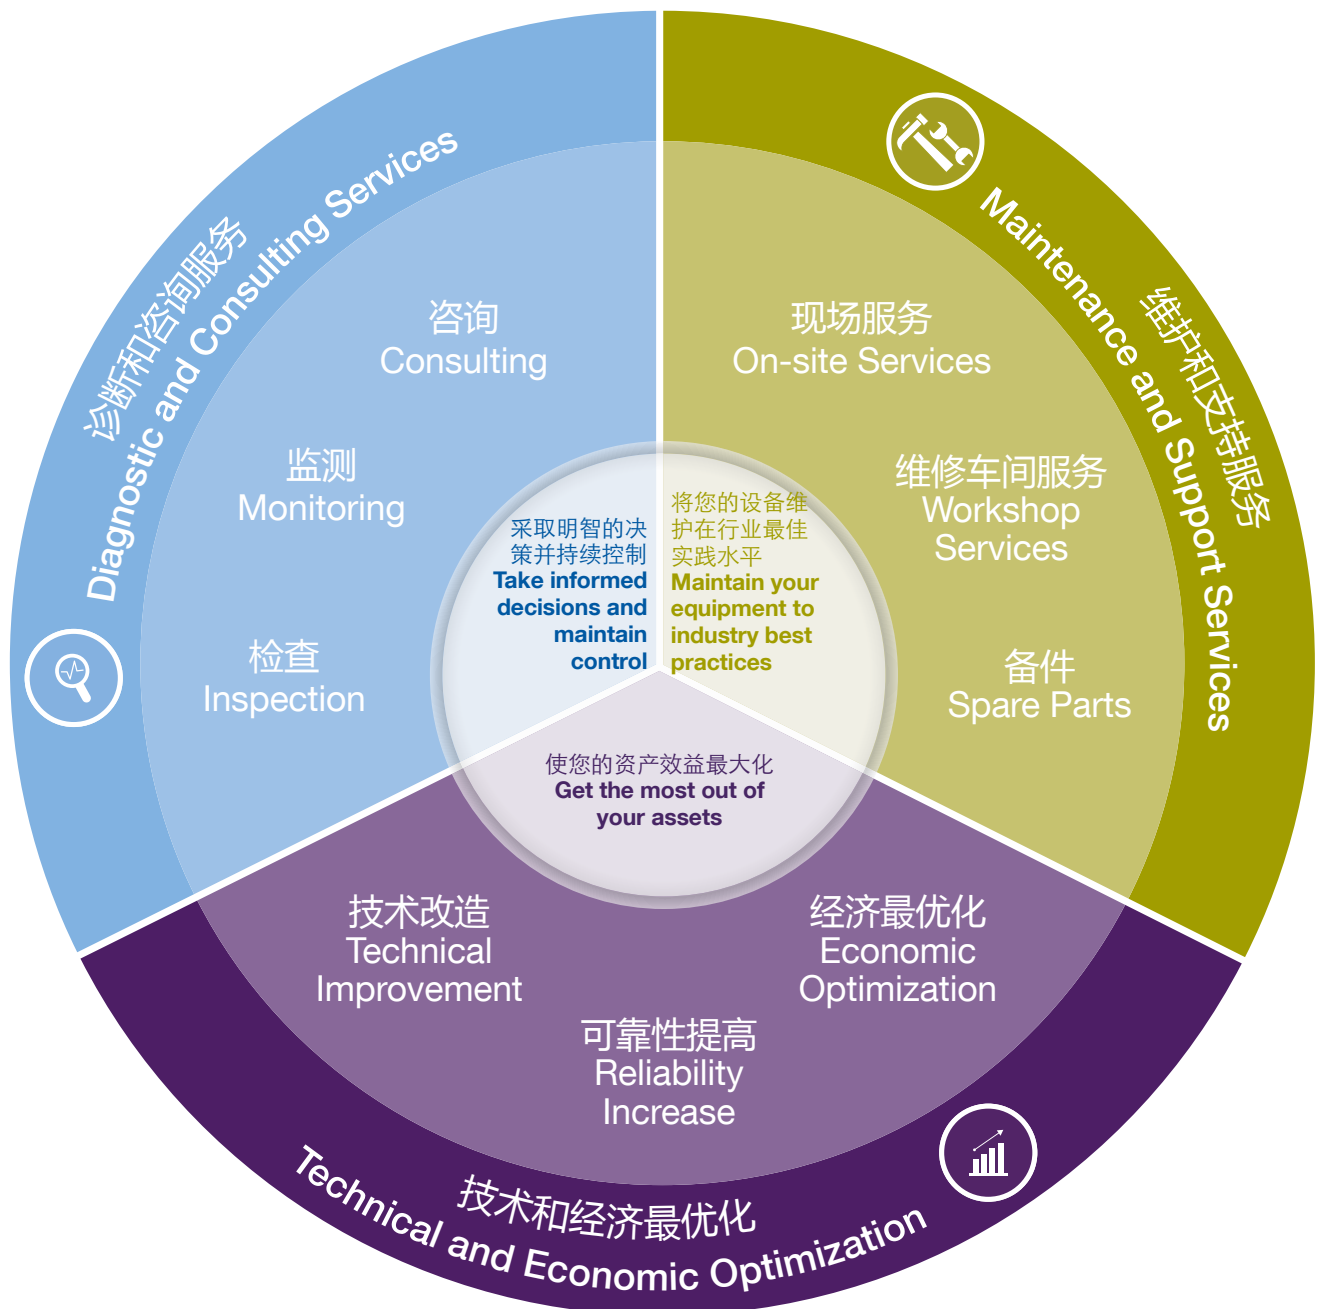 诊断和咨询服务
Diagnostic and Consulting Services
咨询
Consulting
监测
Monitoring
检查
Inspection
采取明智的决
策并持续控制
Take informed
decisions and
maintain
control
维护和支持服务
Maintenance and Support Services
现场服务
On-site Services
维修车间服务
Workshop
Services
备件
Spare Parts
将您的设备维
护在行业最佳
实践水平
Maintain your
equipment to
industry best
practices
使您的资产效益最大化
Get the most out of
your assets
技术改造
Technical
Improvement
经济最优化
Economic
Optimization
可靠性提高
Reliability
Increase
技术和经济最优化
Technical and Economic Optimization